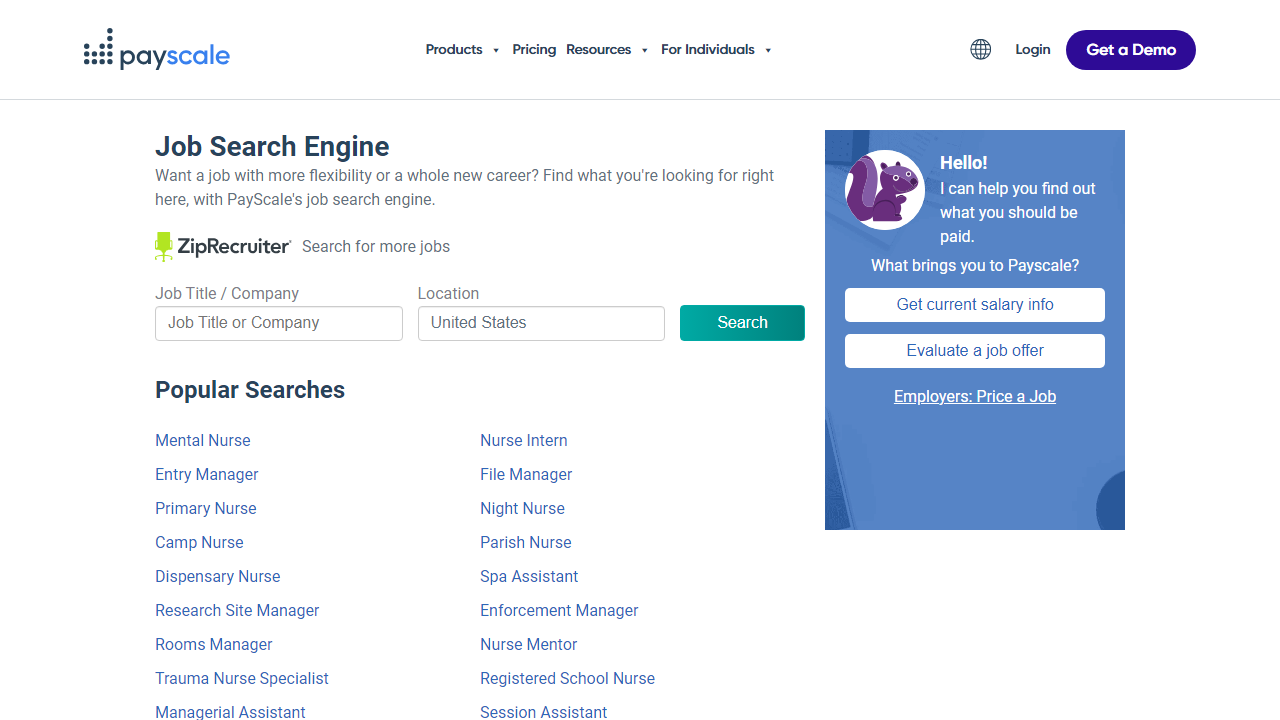 payscale
Products
Pricing
Resources
For Individuals
Login
Get a Demo
Job Search Engine
Want a job with more flexibility or a whole new career? Find what you're looking for right
here, with PayScale's job search engine.
ZipRecruiter
Search for more jobs
Job Title / Company
Location
Job Title or Company
United States
Search
Popular Searches
Mental Nurse
Nurse Intern
Entry Manager
File Manager
Primary Nurse
Night Nurse
Camp Nurse
Parish Nurse
Dispensary Nurse
Spa Assistant
Research Site Manager
Enforcement Manager
Rooms Manager
Nurse Mentor
Trauma Nurse Specialist
Registered School Nurse
Managerial Assistant
Session Assistant
Hello!
I can help you find out
what you should be
paid.
What brings you to Payscale?
Get current salary info
Evaluate a job offer
Employers: Price a Job